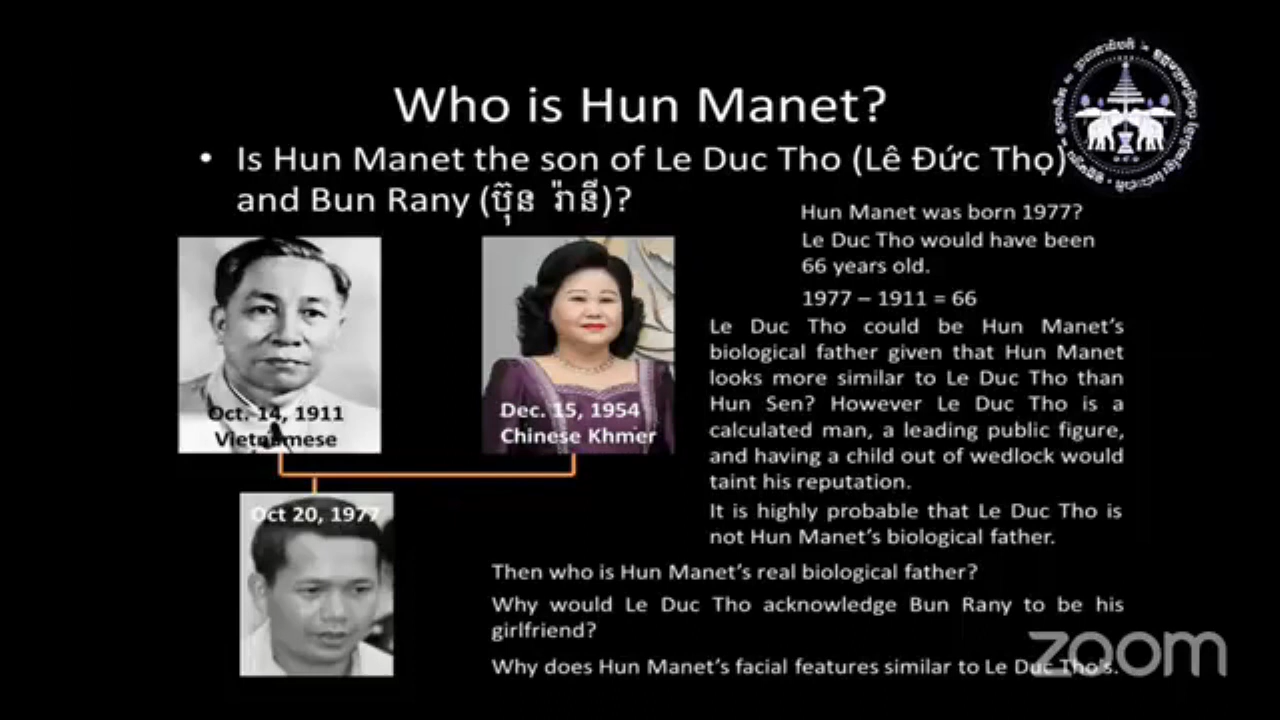 Who is Hun Manet?
• Is Hun Manet the son of Le Duc Tho (Lê Đức Thọ)
and Bun Rany (ប៊ុន រ៉ានី)?
Hun Manet was born 1977?
Le Duc Tho would have been
66 years old.
1977 – 1911 = 66
Oct. 14, 1911
Vietnamese
Dec. 15, 1954
Chinese Khmer
Le Duc Tho could be Hun Manet’s
biological father given that Hun Manet
looks more similar to Le Duc Tho than
Hun Sen? However Le Duc Tho is a
calculated man, a leading public figure,
and having a child out of wedlock would
taint his reputation.
It is highly probable that Le Duc Tho is
not Hun Manet’s biological father.
Oct 20, 1977
Then who is Hun Manet’s real biological father?
Why would Le Duc Tho acknowledge Bun Rany to be his
girlfriend?
Why does Hun Manet’s facial features similar to Le Duc Tho’s.
zoom